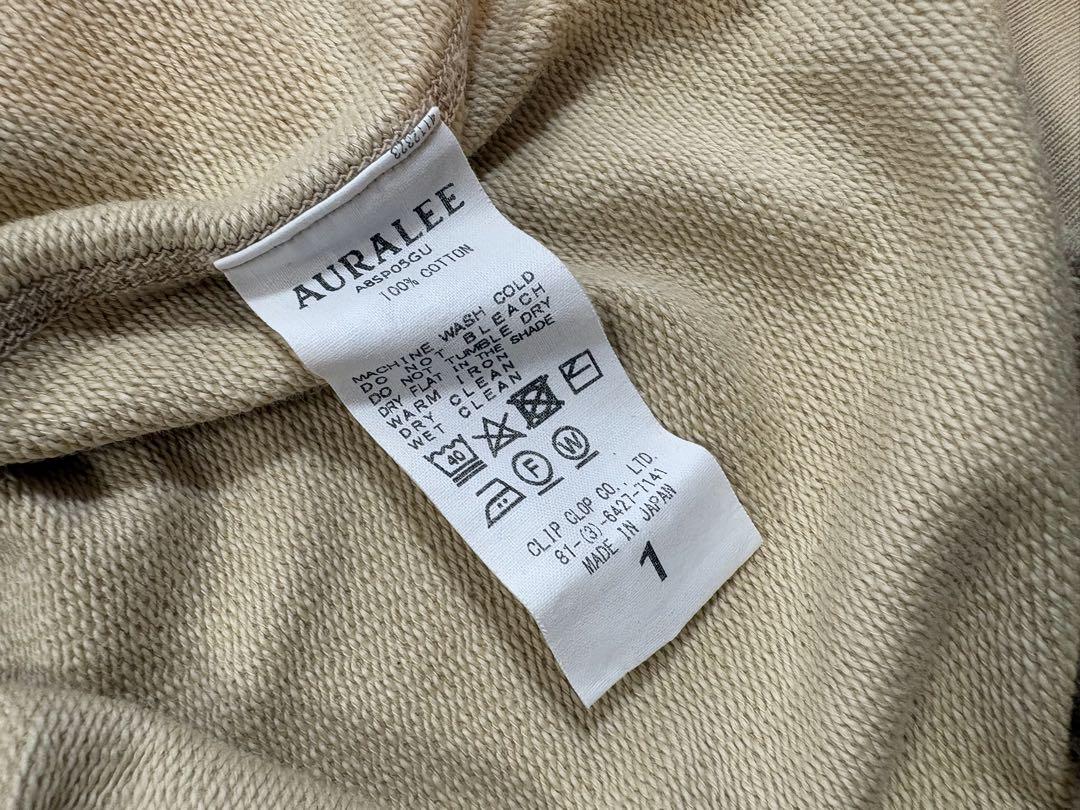 AURALEE
A8SP05GU
100% COTTON
MACHINE WASH COLD
DO NOT BLEACH
DO NOT TUMBLE DRY
DRY FLAT IN THE SHADE
WARM IRON
DRY CLEAN
WET CLEAN
40
F W
CLIP CLOP CO., LTD.
81-(3)-6427-7141
MADE IN JAPAN
1